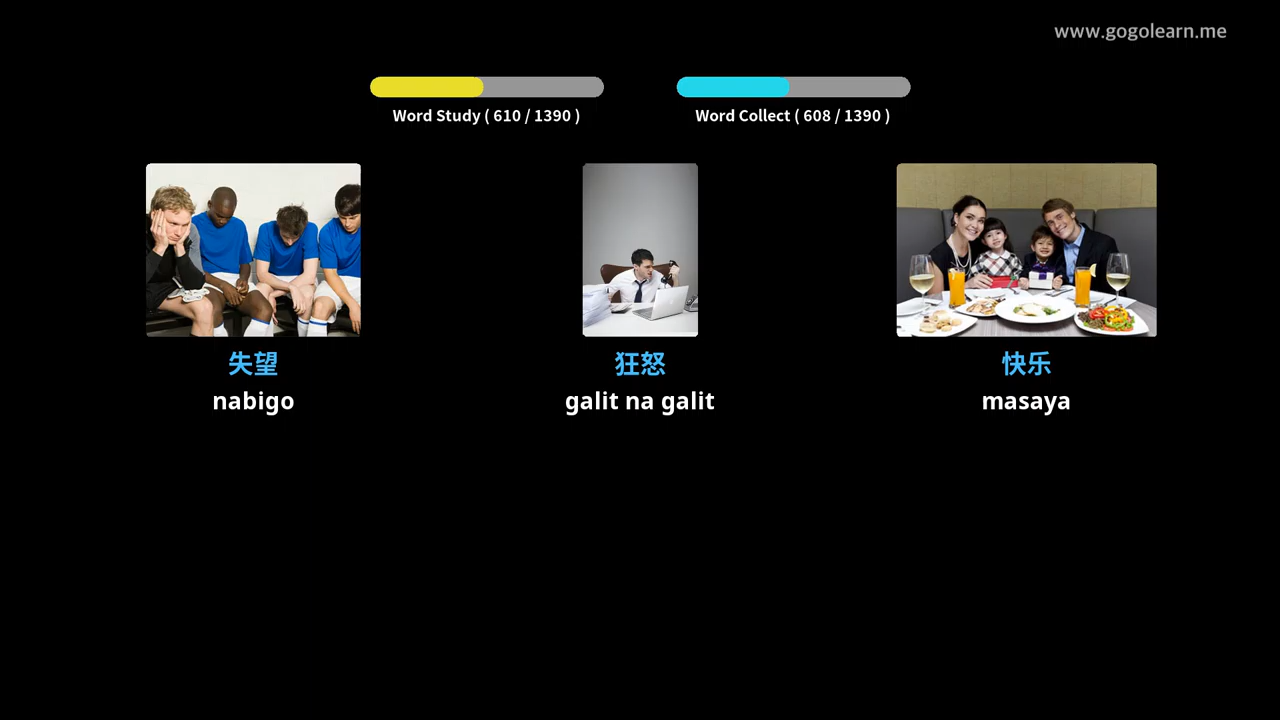 www.gogolearn.me
Word Study ( 610 / 1390 )
Word Collect ( 608 / 1390 )
失望
狂怒
快乐
nabigo
galit na galit
masaya